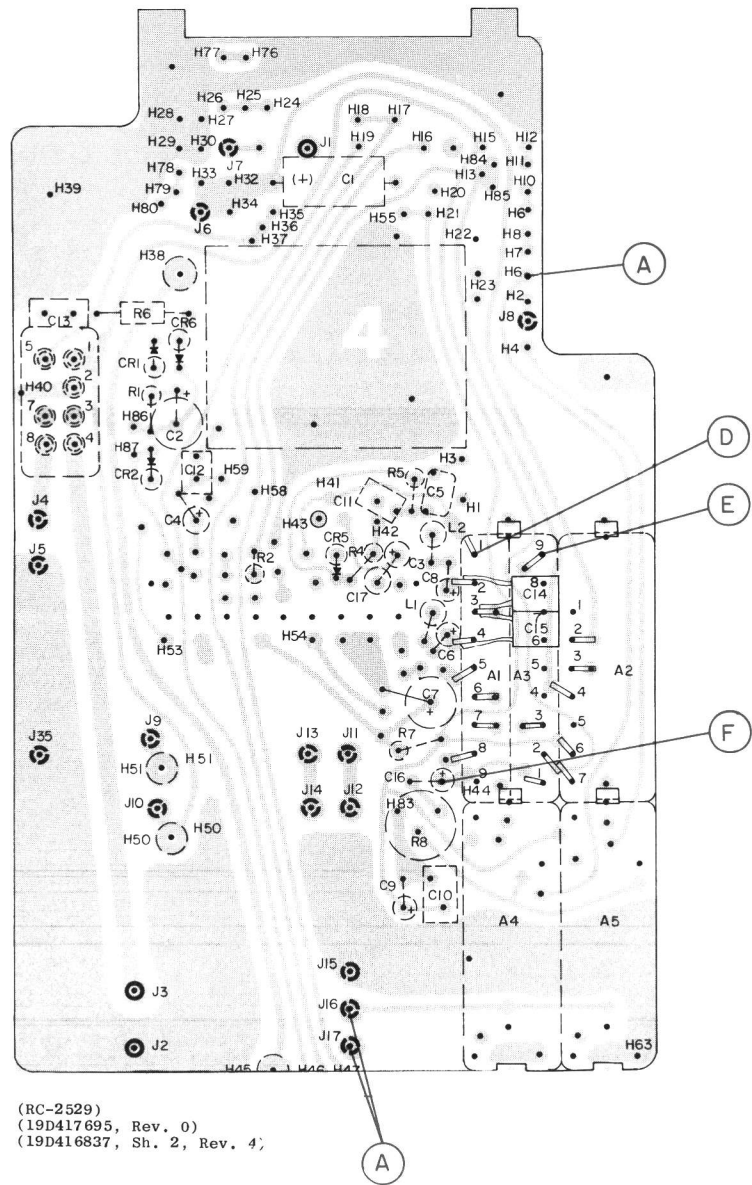 H77 H76
H26 H25 H24
H28 H27 H18 H17
H29 H30 J7 J1 H19 H16 H15 H12
H84 H11
H78 H13
H33 H32 (+) C1 H85 H10
H39 H79 H20
H80 J6 H34 H35 H55 H21 H6
H36 H8
H37 H22 H7
H38 H6 A
H23
C13 R6 H2
CR6 J8
4 H4
5 1 CR1
H40 2 R1 +
7 3 H86
8 4 C2
H87 D
H3
CR2 C12 H59 H41 R5 C5
H58 C11 H1 E
J4 C4 + H43 H42 L2
9
J5 CR5 R4 C3
R2 C8 2 8 C14
C17 + 3
L1 7 C15 1
H53 H54 + 4 6 2
C6 5 5 3
A1 A3 A2
C7 6 4 4
+ 7 3 5
J9 J13 J11 R7 F
J35 H51 H51 8 2 6
C16 + 9 H44 1 7
J10 J14 J12 H83
H50 H50 R8
C9 + C10
A4 A5
J15
J3 J16
J2 J17 H63
H45 H46 H47
(RC-2529)
(19D417695, Rev. 0)
(19D416837, Sh. 2, Rev. 4)
A